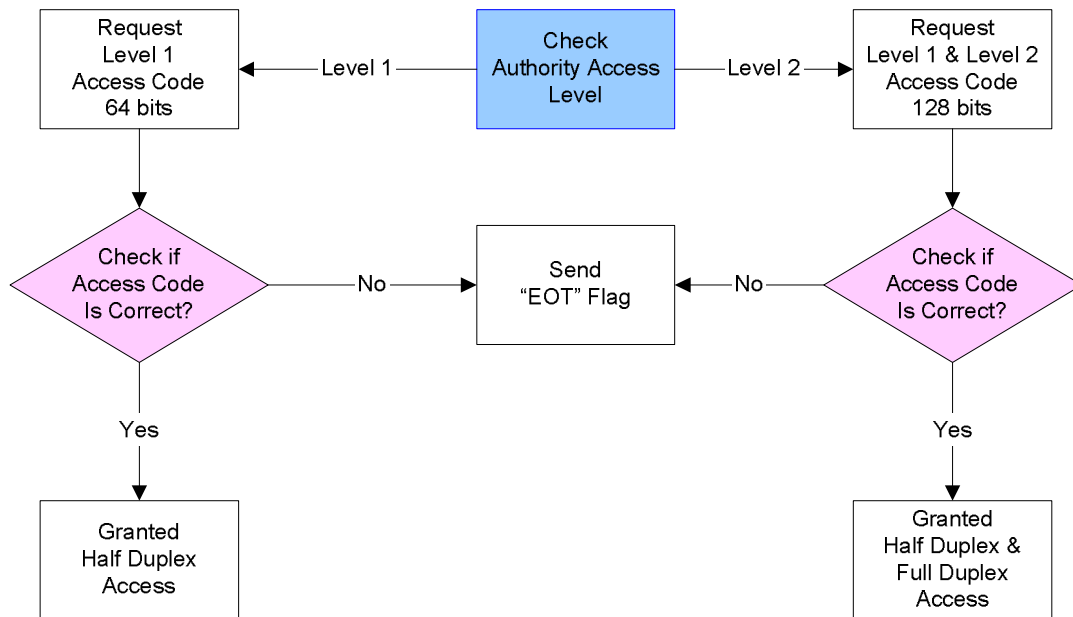 Request
Level 1
Access Code
64 bits
Level 1
Check
Authority Access
Level
Level 2
Request
Level 1 & Level 2
Access Code
128 bits
Check if
Access Code
Is Correct?
No
Send
“EOT” Flag
No
Check if
Access Code
Is Correct?
Yes
Yes
Granted
Half Duplex
Access
Granted
Half Duplex &
Full Duplex
Access